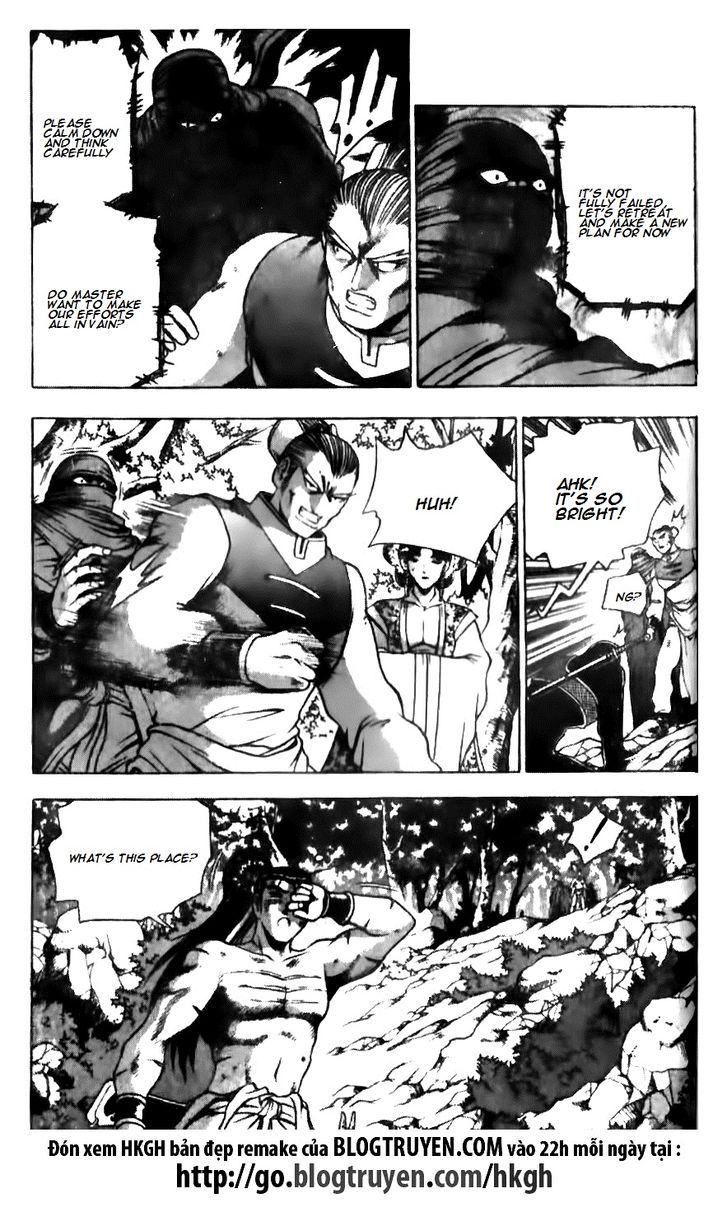 PLEASE
CALM DOWN
AND THINK
CAREFULLY
DO MASTER
WANT TO MAKE
OUR EFFORTS
ALL IN VAIN?
IT'S NOT
FULLY FAILED,
LET'S RETREAT
AND MAKE A NEW
PLAN FOR NOW
HUH!
AHK!
IT'S SO
BRIGHT!
NG?
WHAT'S THIS PLACE?
!
Đón xem HKGH bản đẹp remake của BLOGTRUYEN.COM vào 22h mỗi ngày tại :
http://go.blogtruyen.com/hkgh